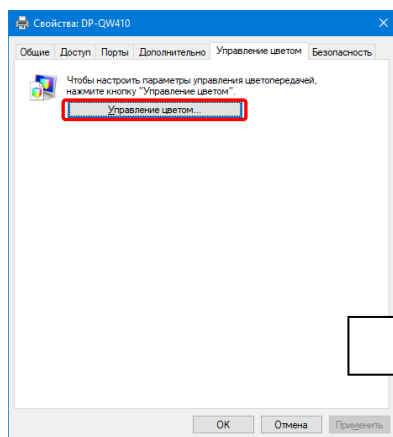 Свойства: DP-QW410
Общие Доступ Порты Дополнительно Управление цветом Безопасность
Чтобы настроить параметры управления цветопередачей,
нажмите кнопку "Управление цветом".
Управление цветом...
ОК Отмена Применить